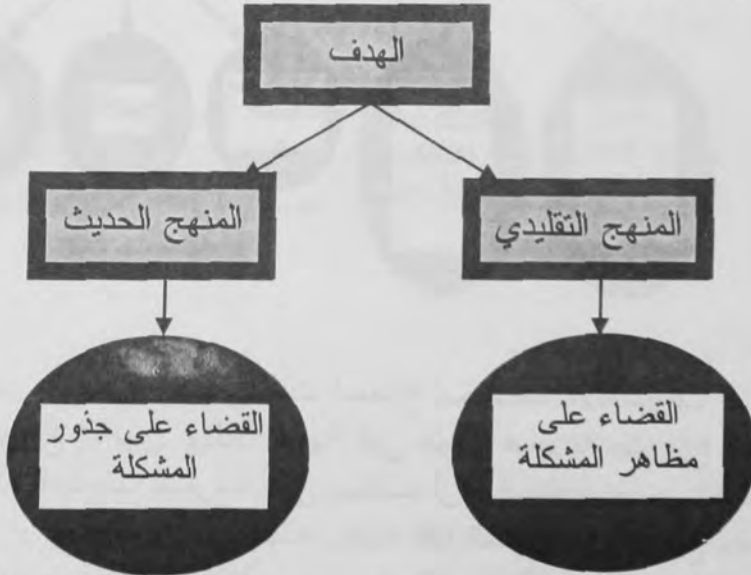 الهدف
المنهج التقليدي
المنهج الحديث
القضاء على
مظاهر المشكلة
القضاء على جذور
المشكلة